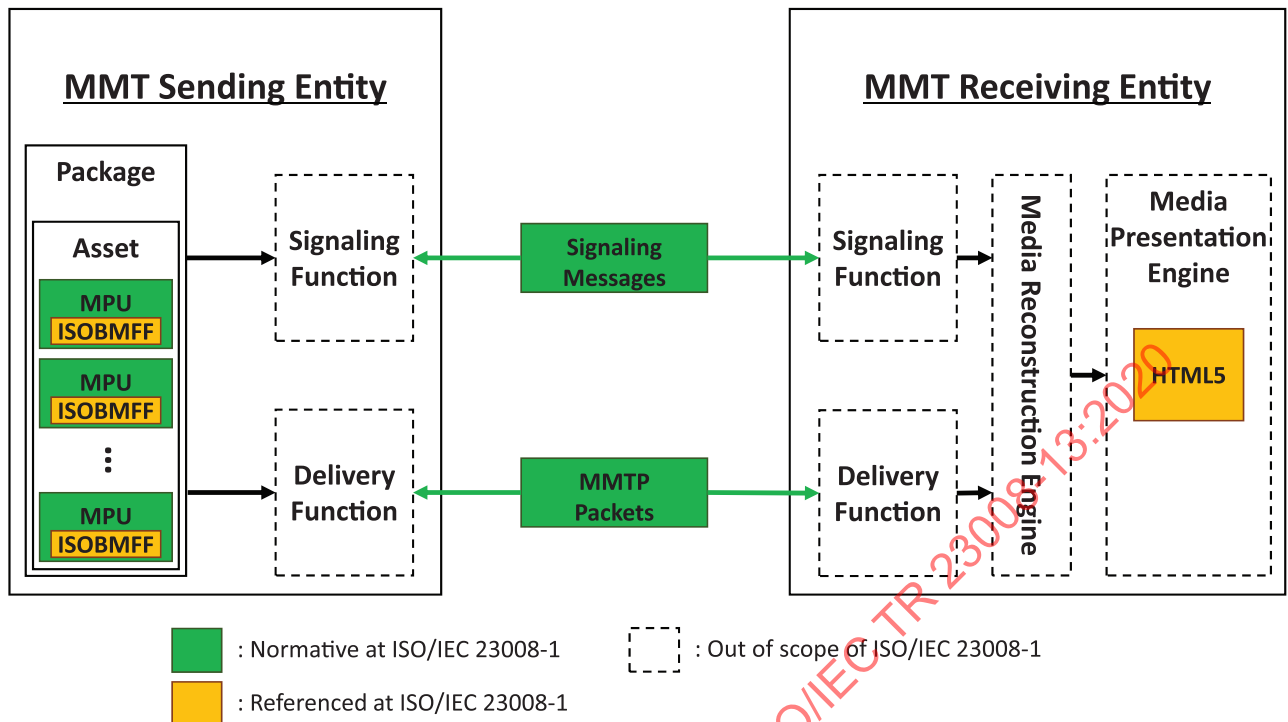 MMT Sending Entity
Package
Asset
MPU
ISOBMFF
MPU
ISOBMFF
⋮
MPU
ISOBMFF
Signaling
Function
Delivery
Function
Signaling
Messages
MMTP
Packets
MMT Receiving Entity
Signaling
Function
Delivery
Function
Media Reconstruction Engine
Media
Presentation
Engine
HTML5
: Normative at ISO/IEC 23008-1
: Referenced at ISO/IEC 23008-1
: Out of scope of ISO/IEC 23008-1
O/IEC TR 23008-13:2020